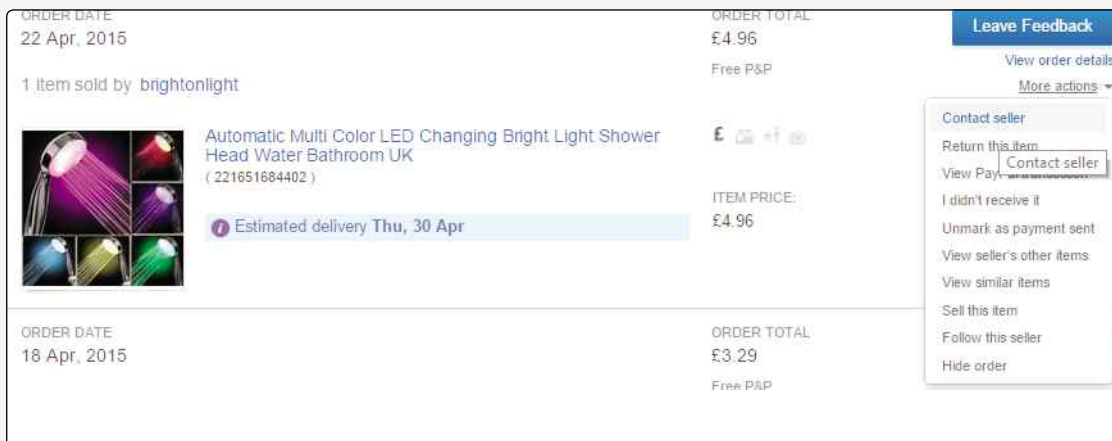 ORDER DATE
22 Apr, 2015
1 item sold by brightonlight
Automatic Multi Color LED Changing Bright Light Shower
Head Water Bathroom UK
( 221651684402 )
i Estimated delivery Thu, 30 Apr
ORDER TOTAL
£4.96
Free P&P
£
ITEM PRICE:
£4.96
Leave Feedback
View order details
More actions
Contact seller
Return this item
Contact seller
View
I didn't receive it
Unmark as payment sent
View seller's other items
View similar items
Sell this item
Follow this seller
Hide order
ORDER DATE
18 Apr, 2015
ORDER TOTAL
£3.29
Free P&P